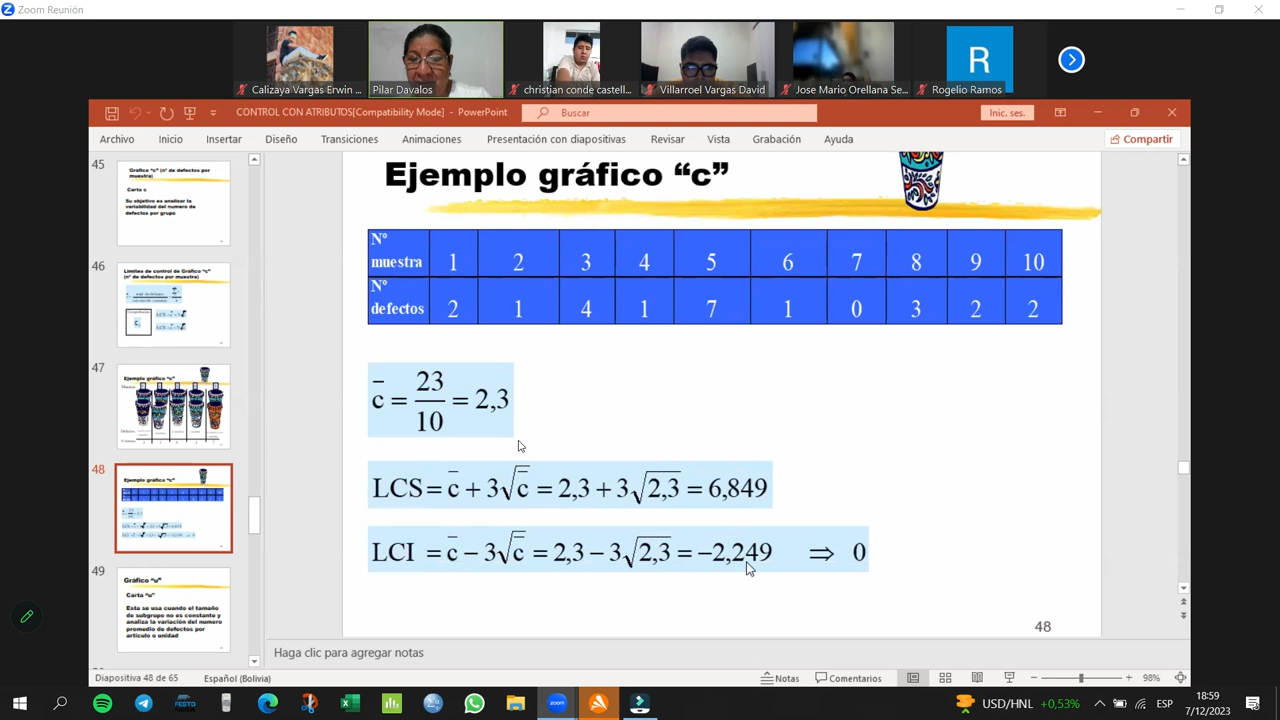 Zoom Reunión
Calizaya Vargas Erwin ...
Pilar Davalos
christian conde castell...
Villarroel Vargas David
Jose Mario Orellana Se...
R
Rogelio Ramos
CONTROL CON ATRIBUTOS[Compatibility Mode] - PowerPoint
Buscar
Inic. ses.
Archivo Inicio Insertar Diseño Transiciones Animaciones Presentación con diapositivas Revisar Vista Grabación Ayuda Compartir
45
Gráfico “c” (nº de defectos por
muestra)
Carta c
Su objetivo es analizar la
variabilidad del numero de
defectos por grupo
46
Límites de control de Gráfico “c”
(nº de defectos por muestra)
47
Ejemplo gráfico “c”
48
Ejemplo gráfico “c”
49
Gráfico “u”
Carta “u”
Esta se usa cuando el tamaño
de subgrupo no es constante y
analiza la variación del numero
promedio de defectos por
articulo o unidad
Ejemplo gráfico “c”
Nº
muestra 1 2 3 4 5 6 7 8 9 10
Nº
defectos 2 1 4 1 7 1 0 3 2 2
c̅ = 23/10 = 2,3
LCS = c̅ + 3√c̅ = 2,3 + 3√2,3 = 6,849
LCI = c̅ − 3√c̅ = 2,3 − 3√2,3 = −2,249 ⇒ 0
48
Haga clic para agregar notas
Diapositiva 48 de 65 Español (Bolivia) Notas Comentarios 98%
FESTO
zoom
USD/HNL +0,53% ESP
18:59
7/12/2023